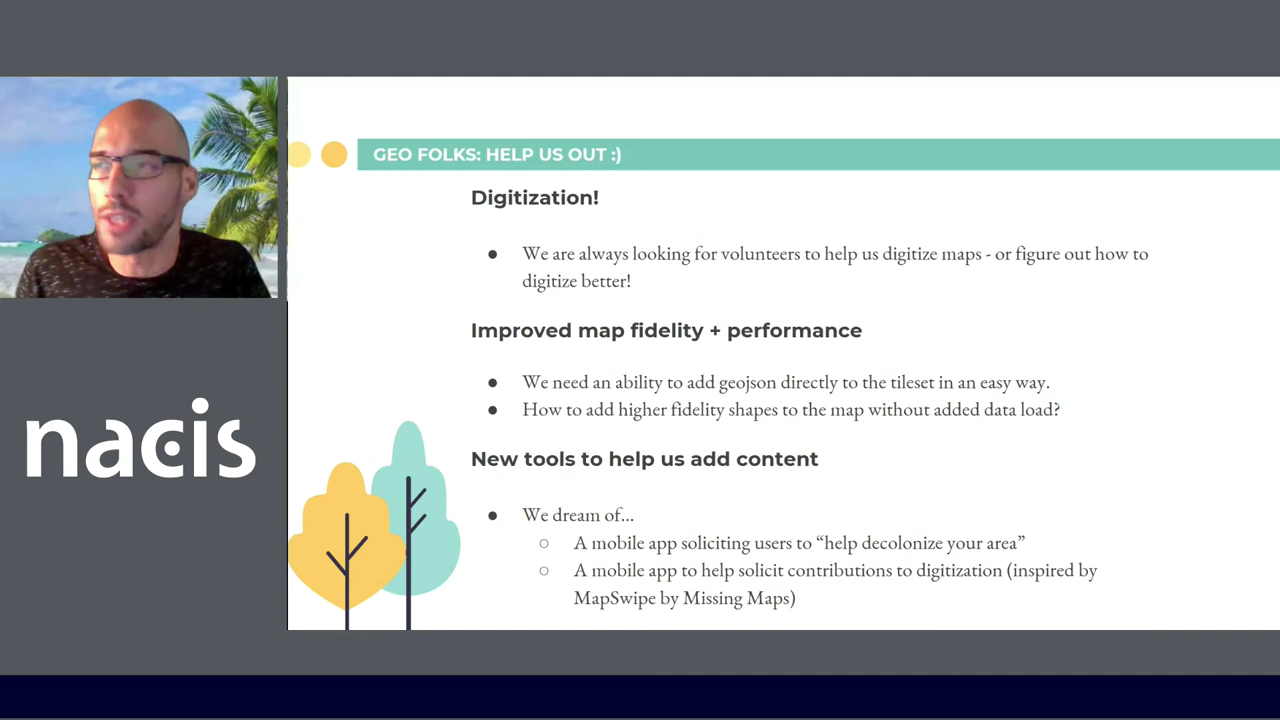 GEO FOLKS: HELP US OUT :)
Digitization!
● We are always looking for volunteers to help us digitize maps - or figure out how to
digitize better!
Improved map fidelity + performance
● We need an ability to add geojson directly to the tileset in an easy way.
● How to add higher fidelity shapes to the map without added data load?
New tools to help us add content
● We dream of...
○ A mobile app soliciting users to “help decolonize your area”
○ A mobile app to help solicit contributions to digitization (inspired by
MapSwipe by Missing Maps)
nacis